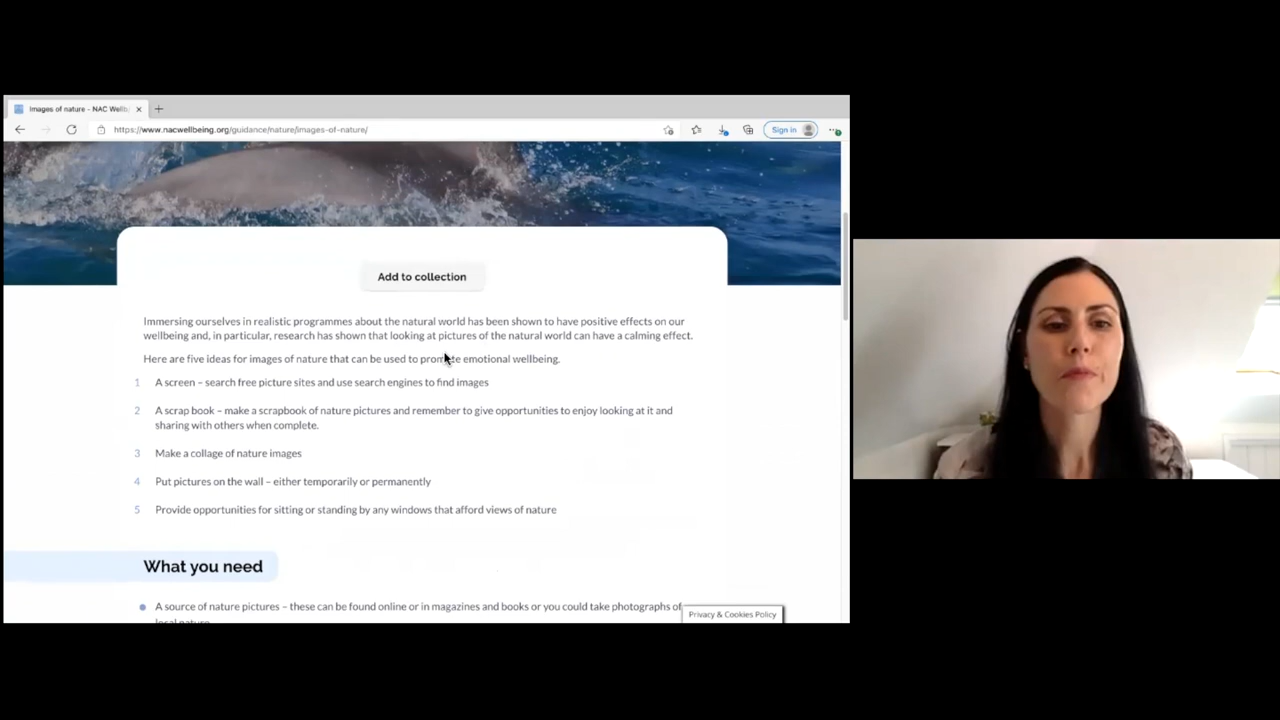 Images of nature - NAC Wellb
https://www.nacwellbeing.org/guidance/nature/images-of-nature/
Sign in
Add to collection
Immersing ourselves in realistic programmes about the natural world has been shown to have positive effects on our
wellbeing and, in particular, research has shown that looking at pictures of the natural world can have a calming effect.
Here are five ideas for images of nature that can be used to promote emotional wellbeing.
1 A screen – search free picture sites and use search engines to find images
2 A scrap book – make a scrapbook of nature pictures and remember to give opportunities to enjoy looking at it and
sharing with others when complete.
3 Make a collage of nature images
4 Put pictures on the wall – either temporarily or permanently
5 Provide opportunities for sitting or standing by any windows that afford views of nature
What you need
A source of nature pictures – these can be found online or in magazines and books or you could take photographs of
local nature
Privacy & Cookies Policy